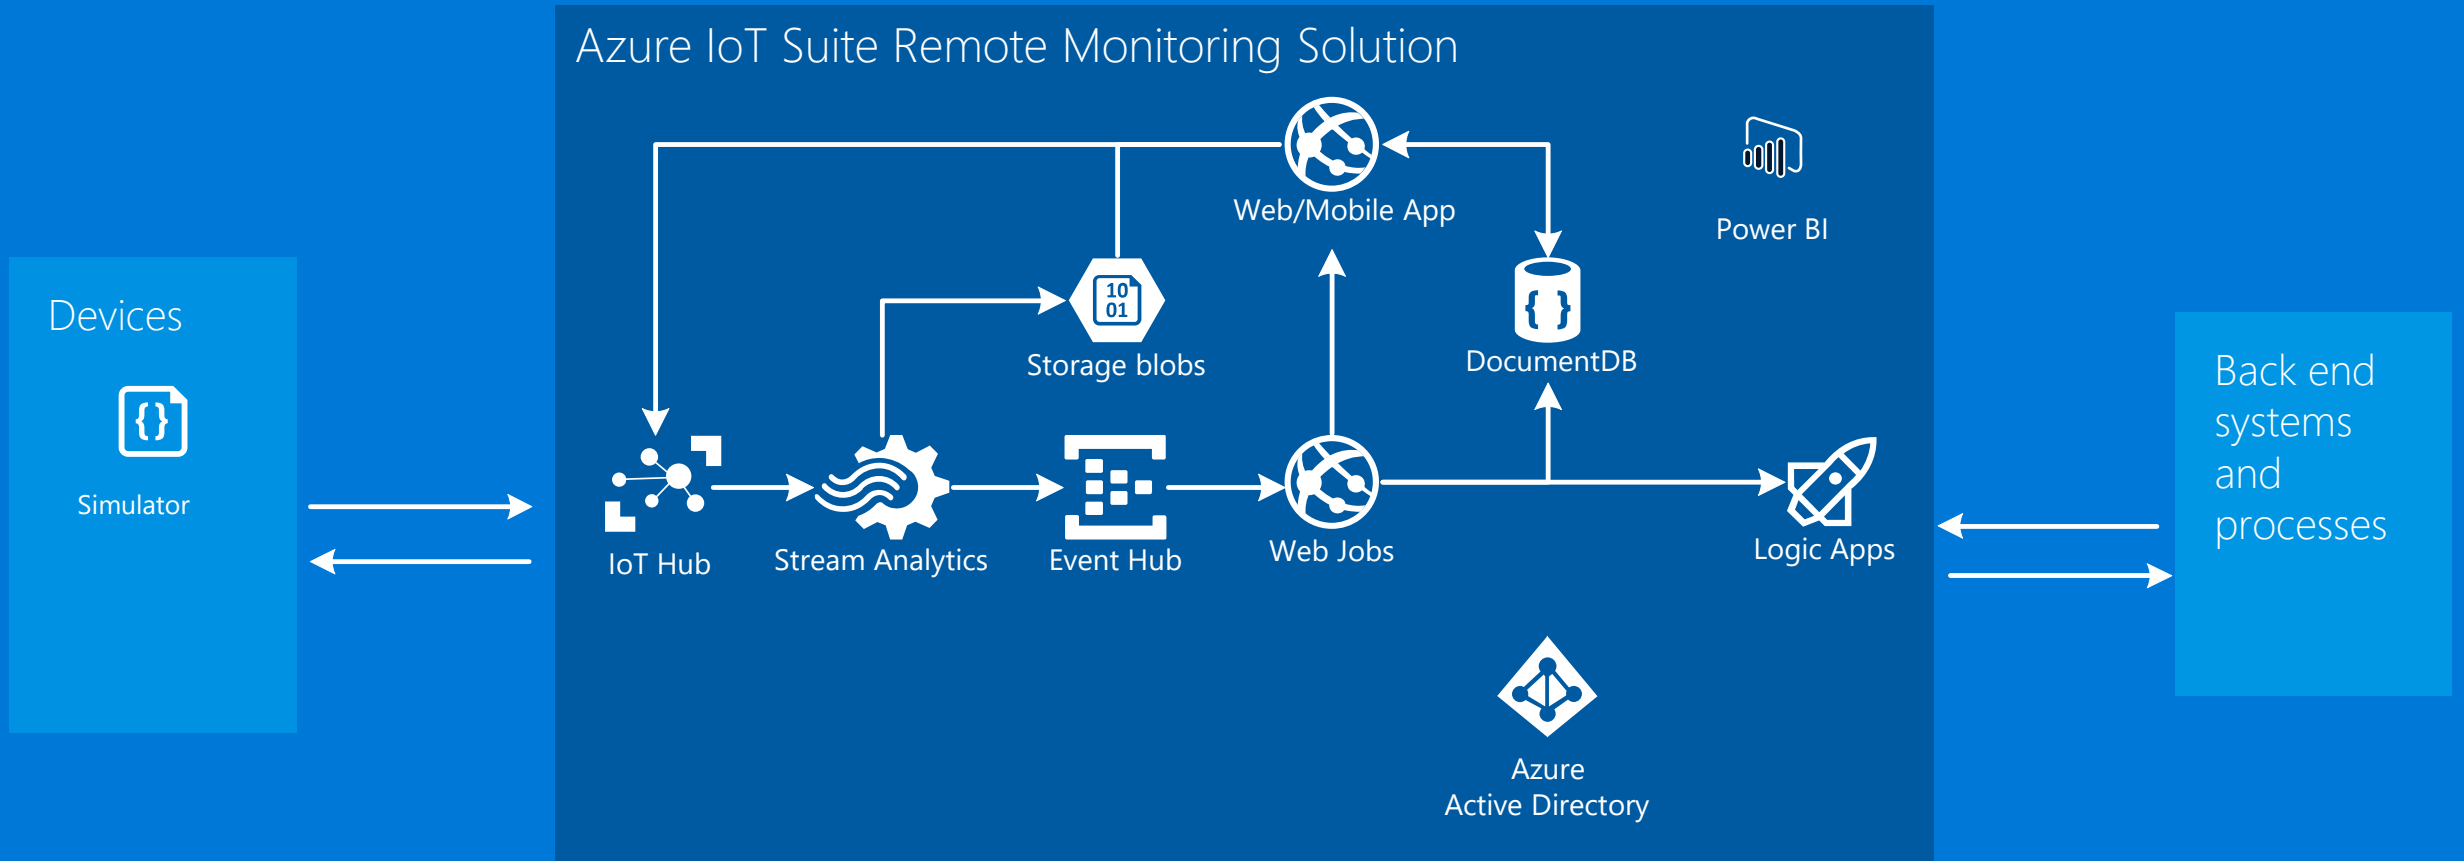 Azure IoT Suite Remote Monitoring Solution
Web/Mobile App
Power BI
Devices
Simulator
10
01
Storage blobs
{ }
DocumentDB
{}
IoT Hub
Stream Analytics
Event Hub
Web Jobs
Logic Apps
Azure
Active Directory
Back end
systems
and
processes